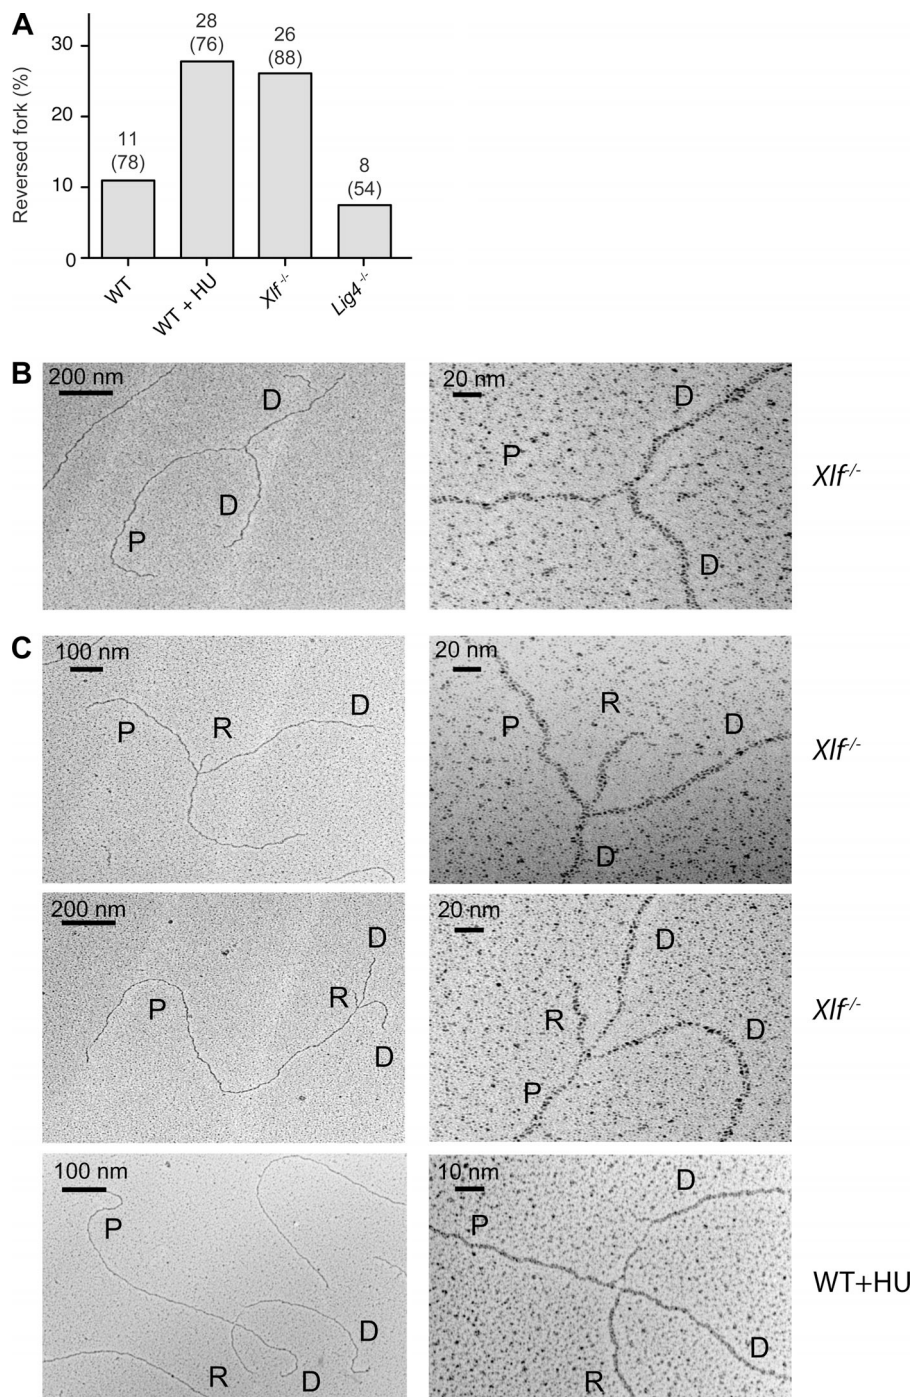 A
Reversed fork (%)
30
20
10
0
11
(78)
28
(76)
26
(88)
8
(54)
WT
WT + HU
Xlf -/-
Lig4 -/-
B
200 nm
D
D
P
20 nm
D
P
D
Xlf-/-
C
100 nm
D
R
P
20 nm
R
P
D
D
Xlf-/-
200 nm
D
P
R
D
20 nm
D
R
D
P
Xlf-/-
100 nm
P
D
R
D
10 nm
D
P
D
R
WT+HU